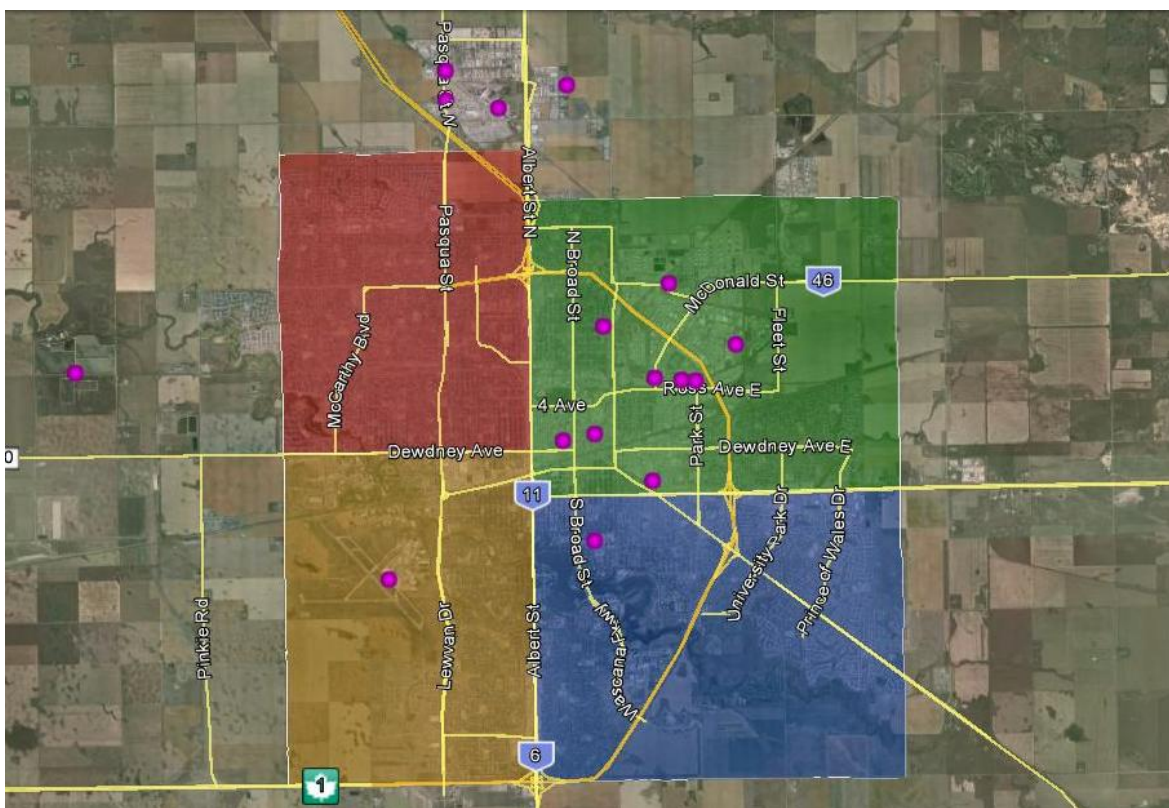 Pasqua St N
Albert St N
Pasqua St
N Broad St
McDonald St
46
Fleet St
McCarthy Blvd
Ross Ave E
4 Ave
Park St
Dewdney Ave
Dewdney Ave E
0
11
S Broad St
University Park Dr
Prince of Wales Dr
Pinkie Rd
Lewvan Dr
Albert St
Wascana Pkwy
6
1